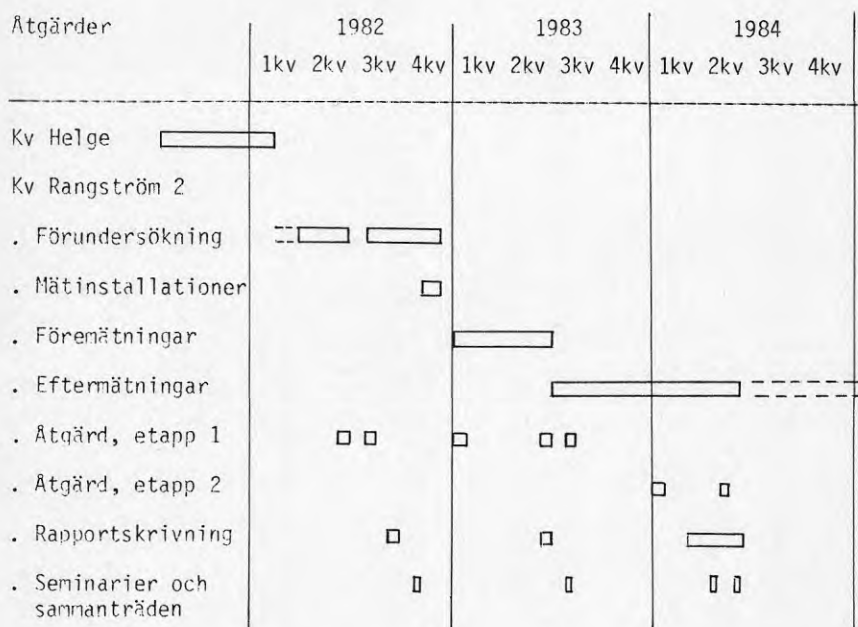 Åtgärder 1982 1983 1984
1kv 2kv 3kv 4kv 1kv 2kv 3kv 4kv 1kv 2kv 3kv 4kv
Kv Helge
Kv Rangström 2
. Förundersökning
. Mätinstallationer
. Föremätningar
. Eftermätningar
. Åtgärd, etapp 1
. Åtgärd, etapp 2
. Rapportskrivning
. Seminarier och
sammanträden